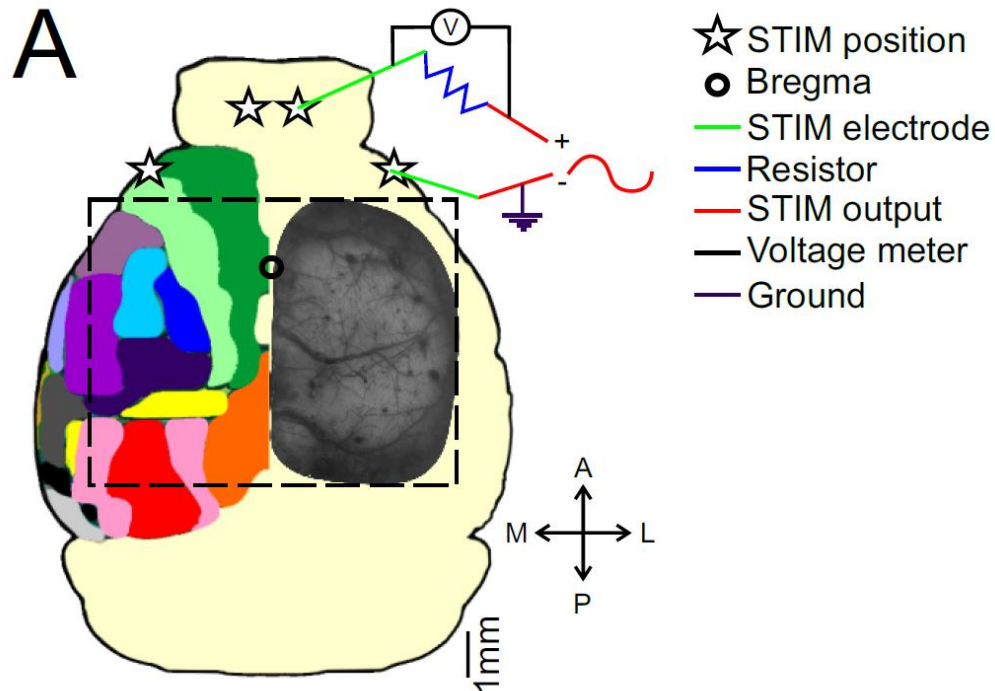 A
V
+
-
STIM position
Bregma
STIM electrode
Resistor
STIM output
Voltage meter
Ground
A
M L
P
1mm